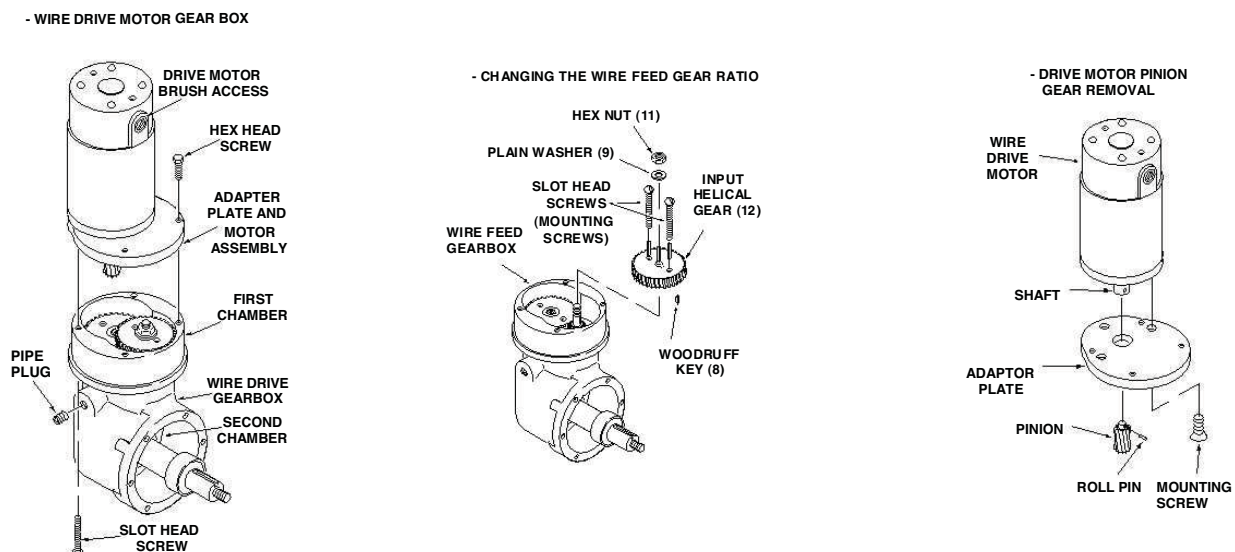 - WIRE DRIVE MOTOR GEAR BOX
DRIVE MOTOR
BRUSH ACCESS
HEX HEAD
SCREW
ADAPTER
PLATE AND
MOTOR
ASSEMBLY
FIRST
CHAMBER
PIPE
PLUG
WIRE DRIVE
GEARBOX
SECOND
CHAMBER
SLOT HEAD
SCREW
- CHANGING THE WIRE FEED GEAR RATIO
HEX NUT (11)
PLAIN WASHER (9)
SLOT HEAD
SCREWS
(MOUNTING
SCREWS)
INPUT
HELICAL
GEAR (12)
WIRE FEED
GEARBOX
WOODRUFF
KEY (8)
- DRIVE MOTOR PINION
GEAR REMOVAL
WIRE
DRIVE
MOTOR
SHAFT
ADAPTOR
PLATE
PINION
ROLL PIN
MOUNTING
SCREW